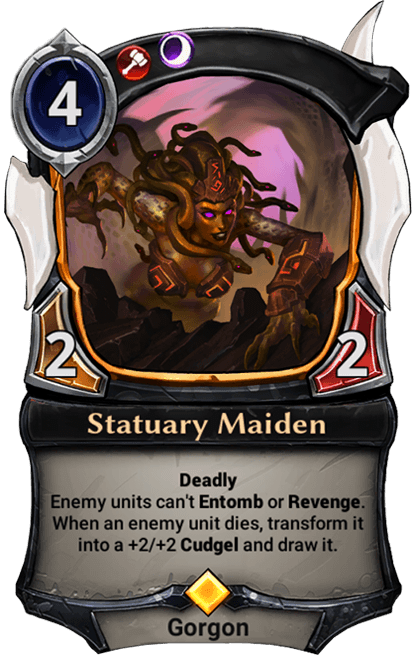 4
2
2
Statuary Maiden
Deadly
Enemy units can't Entomb or Revenge.
When an enemy unit dies, transform it
into a +2/+2 Cudgel and draw it.
Gorgon